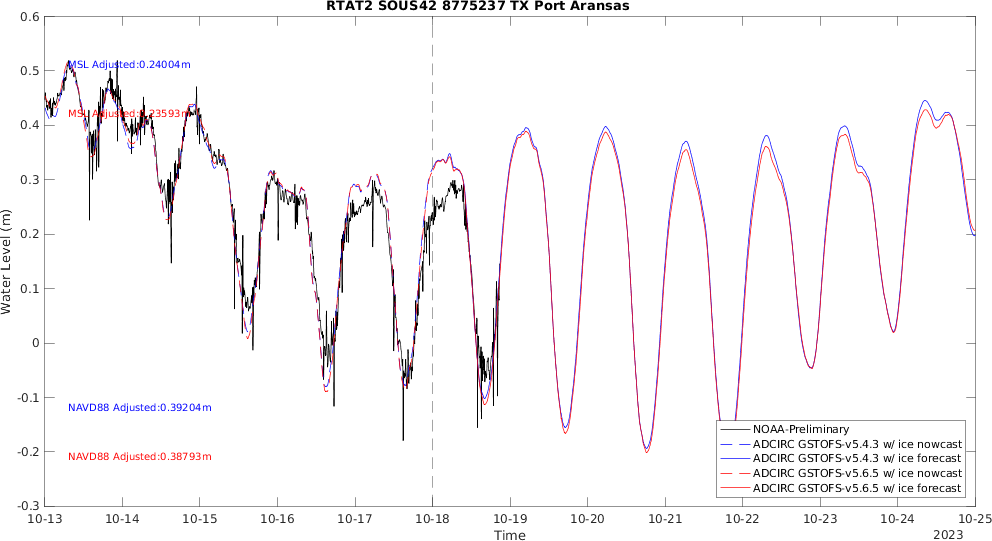 RTAT2 SOUS42 8775237 TX Port Aransas
0.6
0.5
0.4
0.3
0.2
0.1
0
-0.1
-0.2
-0.3
Water Level (m)
MSL Adjusted:0.24004m
MSL Adjusted:0.23593m
NAVD88 Adjusted:0.39204m
NAVD88 Adjusted:0.38793m
NOAA-Preliminary
ADCIRC GSTOFS-v5.4.3 w/ ice nowcast
ADCIRC GSTOFS-v5.4.3 w/ ice forecast
ADCIRC GSTOFS-v5.6.5 w/ ice nowcast
ADCIRC GSTOFS-v5.6.5 w/ ice forecast
10-13 10-14 10-15 10-16 10-17 10-18 10-19 10-20 10-21 10-22 10-23 10-24 10-25
Time
2023